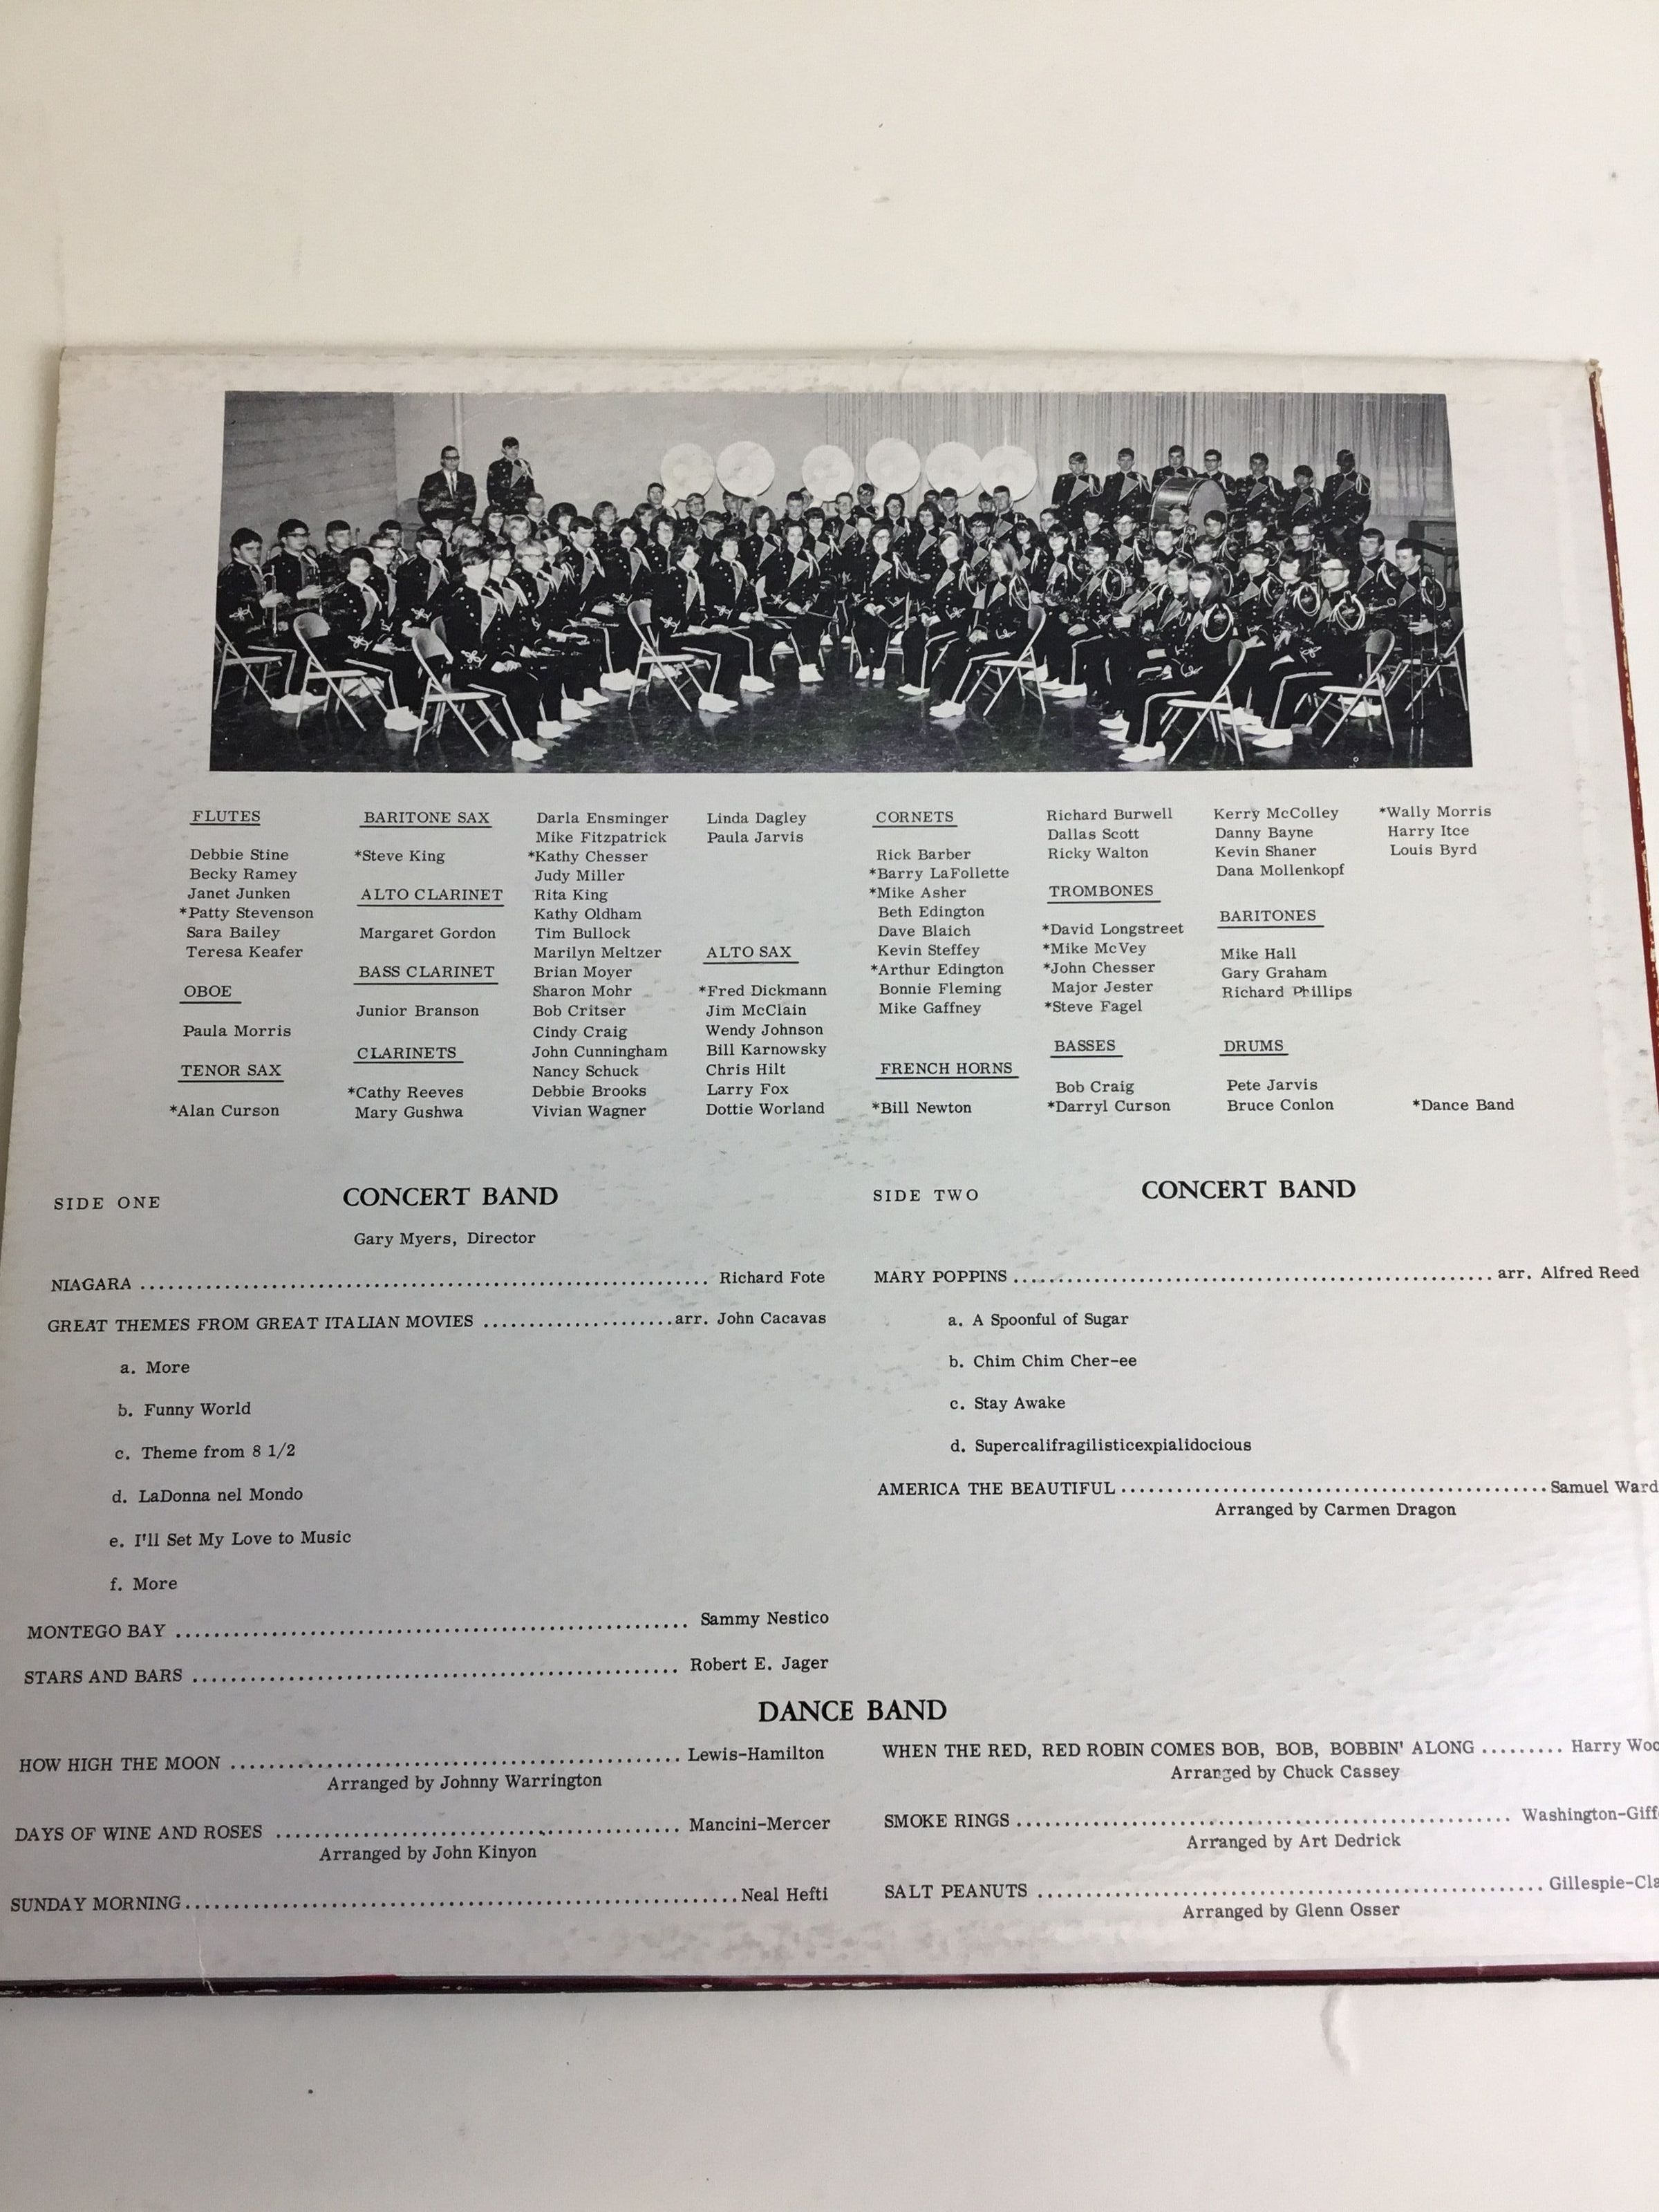 FLUTES
Debbie Stine
Becky Ramey
Janet Junken
*Patty Stevenson
Sara Bailey
Teresa Keafer
OBOE
Paula Morris
TENOR SAX
*Alan Curson
BARITONE SAX
*Steve King
ALTO CLARINET
Margaret Gordon
BASS CLARINET
Junior Branson
CLARINETS
*Cathy Reeves
Mary Gushwa
Darla Ensminger
Mike Fitzpatrick
*Kathy Chesser
Judy Miller
Rita King
Kathy Oldham
Tim Bullock
Marilyn Meltzer
Brian Moyer
Sharon Mohr
Bob Critser
Cindy Craig
John Cunningham
Nancy Schuck
Debbie Brooks
Vivian Wagner
Linda Dagley
Paula Jarvis
ALTO SAX
*Fred Dickmann
Jim McClain
Wendy Johnson
Bill Karnowsky
Chris Hilt
Larry Fox
Dottie Worland
CORNETS
Rick Barber
*Barry LaFollette
*Mike Asher
Beth Edington
Dave Blaich
Kevin Steffey
*Arthur Edington
Bonnie Fleming
Mike Gaffney
FRENCH HORNS
*Bill Newton
Richard Burwell
Dallas Scott
Ricky Walton
TROMBONES
*David Longstreet
*Mike McVey
*John Chesser
Major Jester
*Steve Fagel
BASSES
Bob Craig
*Darryl Curson
Kerry McColley
Danny Bayne
Kevin Shaner
Dana Mollenkopf
BARITONES
Mike Hall
Gary Graham
Richard Phillips
DRUMS
Pete Jarvis
Bruce Conlon
*Wally Morris
Harry Itce
Louis Byrd
*Dance Band
SIDE ONE CONCERT BAND
Gary Myers, Director
NIAGARA ........ Richard Fote
GREAT THEMES FROM GREAT ITALIAN MOVIES ........ arr. John Cacavas
a. More
b. Funny World
c. Theme from 8 1/2
d. LaDonna nel Mondo
e. I'll Set My Love to Music
f. More
MONTEGO BAY ........ Sammy Nestico
STARS AND BARS ........ Robert E. Jager
SIDE TWO CONCERT BAND
MARY POPPINS ........ arr. Alfred Reed
a. A Spoonful of Sugar
b. Chim Chim Cher-ee
c. Stay Awake
d. Supercalifragilisticexpialidocious
AMERICA THE BEAUTIFUL ........ Samuel Ward
Arranged by Carmen Dragon
DANCE BAND
HOW HIGH THE MOON ........ Lewis-Hamilton
Arranged by Johnny Warrington
DAYS OF WINE AND ROSES ........ Mancini-Mercer
Arranged by John Kinyon
SUNDAY MORNING ........ Neal Hefti
WHEN THE RED, RED ROBIN COMES BOB, BOB, BOBBIN' ALONG ........ Harry
Arranged by Chuck Cassey
SMOKE RINGS ........ Washington-
Arranged by Art Dedrick
SALT PEANUTS ........ Gillespie-
Arranged by Glenn Osser